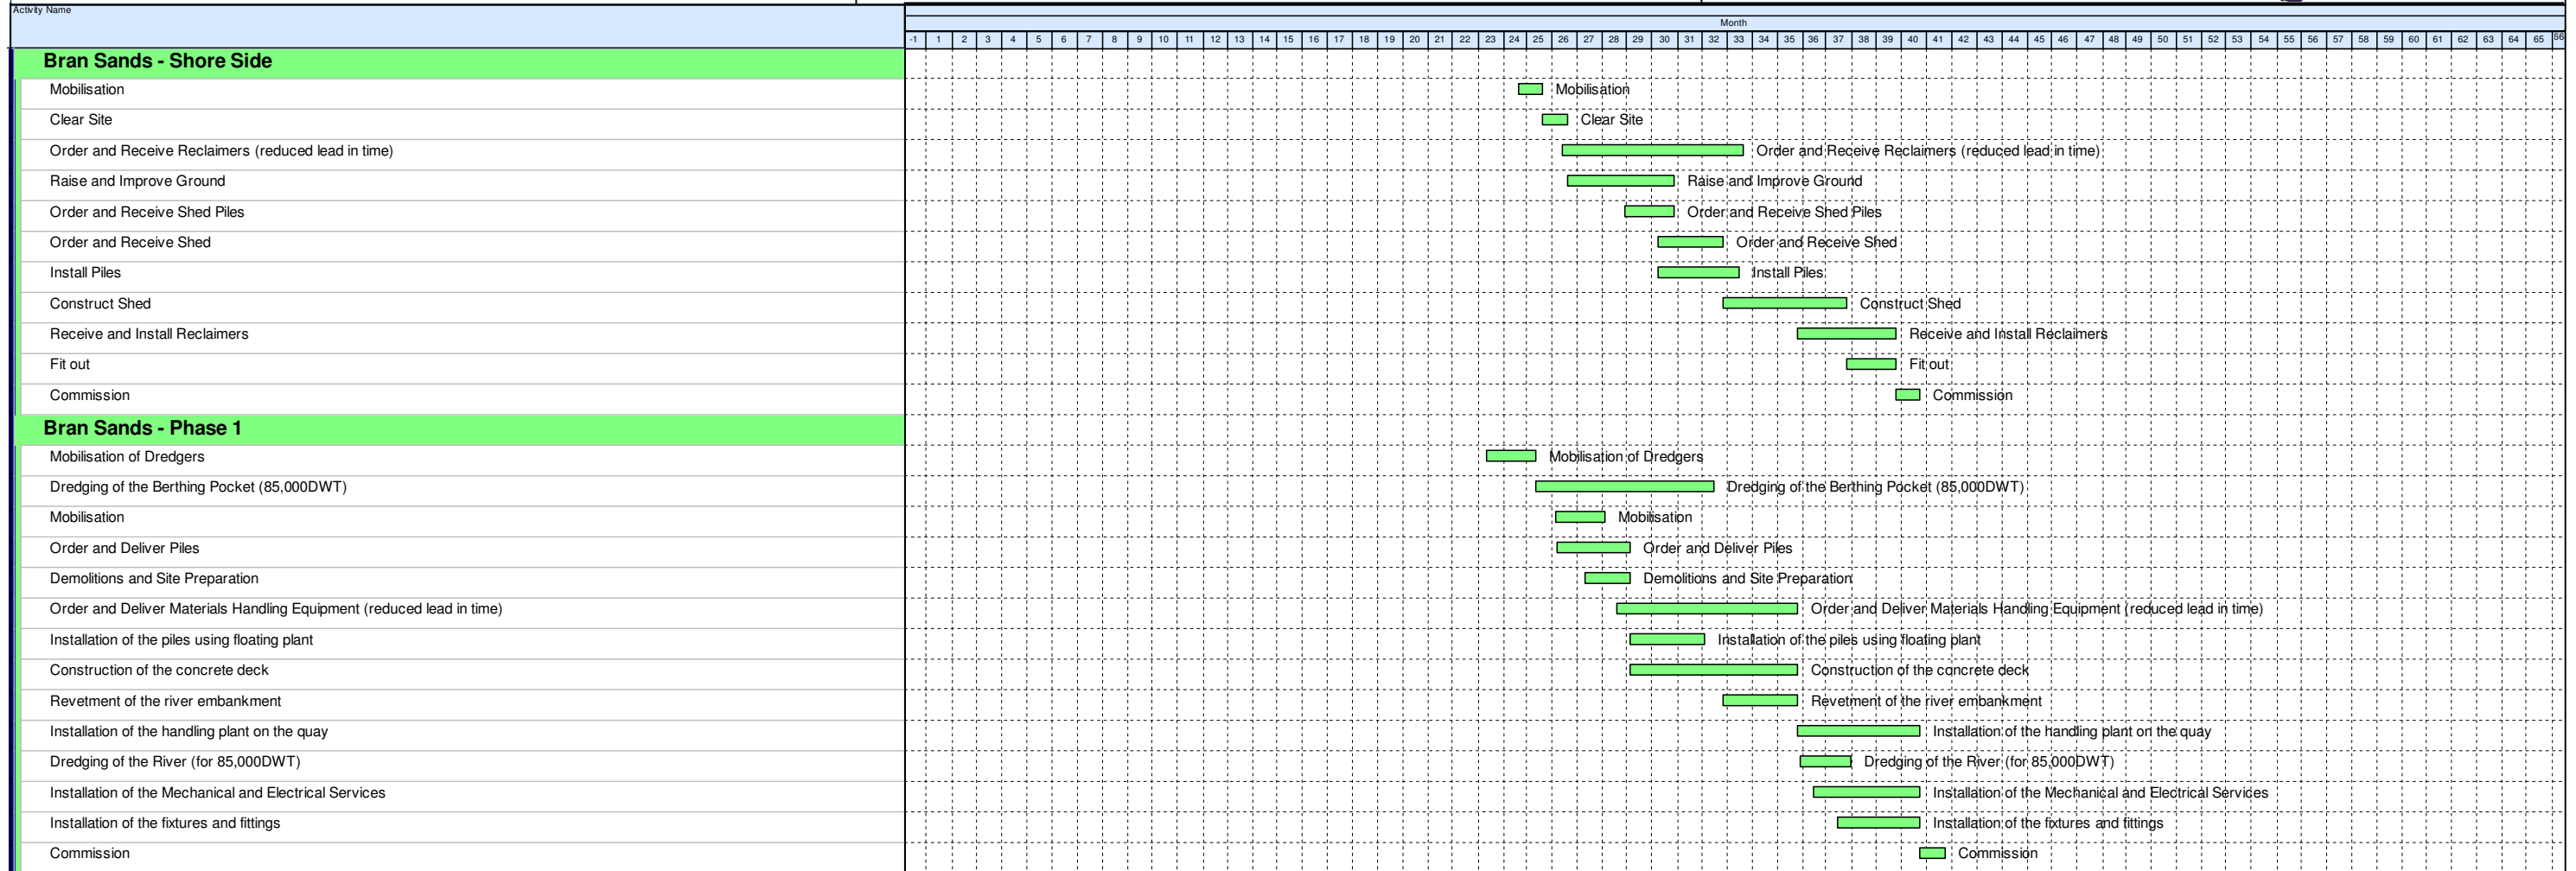 Activity Name
Month
-1 1 2 3 4 5 6 7 8 9 10 11 12 13 14 15 16 17 18 19 20 21 22 23 24 25 26 27 28 29 30 31 32 33 34 35 36 37 38 39 40 41 42 43 44 45 46 47 48 49 50 51 52 53 54 55 56 57 58 59 60 61 62 63 64 65 66
Bran Sands - Shore Side
Mobilisation Mobilisation
Clear Site Clear Site
Order and Receive Reclaimers (reduced lead in time) Order and Receive Reclaimers (reduced lead in time)
Raise and Improve Ground Raise and Improve Ground
Order and Receive Shed Piles Order and Receive Shed Piles
Order and Receive Shed Order and Receive Shed
Install Piles Install Piles
Construct Shed Construct Shed
Receive and Install Reclaimers Receive and Install Reclaimers
Fit out Fit out
Commission Commission
Bran Sands - Phase 1
Mobilisation of Dredgers Mobilisation of Dredgers
Dredging of the Berthing Pocket (85,000DWT) Dredging of the Berthing Pocket (85,000DWT)
Mobilisation Mobilisation
Order and Deliver Piles Order and Deliver Piles
Demolitions and Site Preparation Demolitions and Site Preparation
Order and Deliver Materials Handling Equipment (reduced lead in time) Order and Deliver Materials Handling Equipment (reduced lead in time)
Installation of the piles using floating plant Installation of the piles using floating plant
Construction of the concrete deck Construction of the concrete deck
Revetment of the river embankment Revetment of the river embankment
Installation of the handling plant on the quay Installation of the handling plant on the quay
Dredging of the River (for 85,000DWT) Dredging of the River (for 85,000DWT)
Installation of the Mechanical and Electrical Services Installation of the Mechanical and Electrical Services
Installation of the fixtures and fittings Installation of the fixtures and fittings
Commission Commission